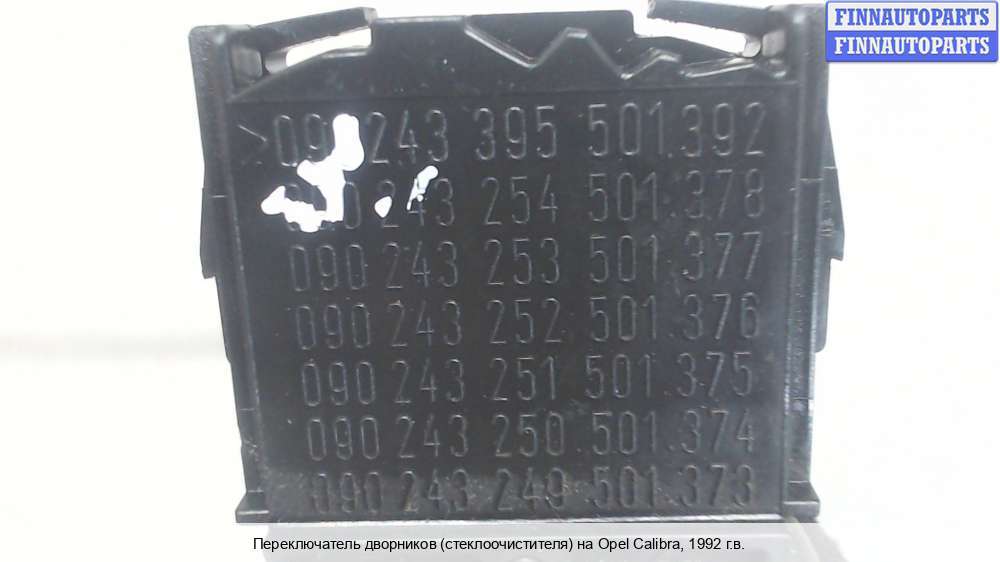 FINNAUTOPARTS
FINNAUTOPARTS
>090 243 395 501.392
090 243 254 501.378
090 243 253 501.377
090 243 252 501.376
090 243 251 501.375
090 243 250 501.374
090 243 249 501.373
Переключатель дворников (стеклоочистителя) на Opel Calibra, 1992 г.в.